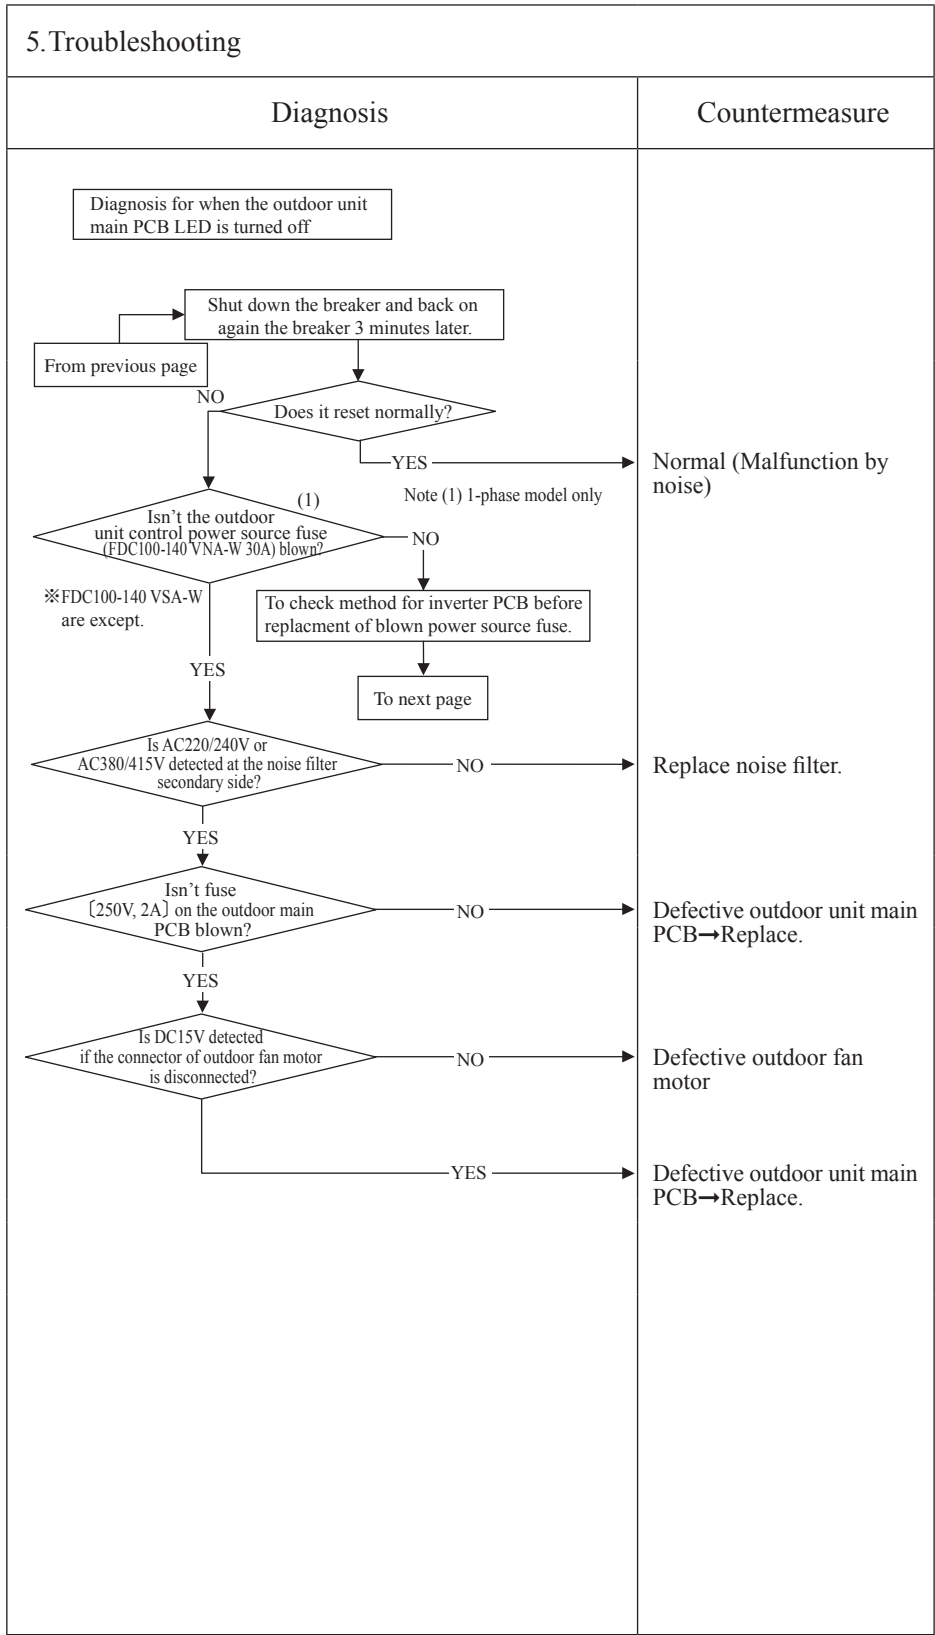 5.Troubleshooting
Diagnosis
Countermeasure
Diagnosis for when the outdoor unit
main PCB LED is turned off
Shut down the breaker and back on
again the breaker 3 minutes later.
From previous page
NO
Does it reset normally?
YES
Normal (Malfunction by
noise)
Note (1) 1-phase model only
(1)
Isn't the outdoor
unit control power source fuse
(FDC100-140 VNA-W 30A) blown?
NO
※FDC100-140 VSA-W
are except.
To check method for inverter PCB before
replacment of blown power source fuse.
YES
To next page
Is AC220/240V or
AC380/415V detected at the noise filter
secondary side?
NO
Replace noise filter.
YES
Isn't fuse
〔250V, 2A〕on the outdoor main
PCB blown?
NO
Defective outdoor unit main
PCB→Replace.
YES
Is DC15V detected
if the connector of outdoor fan motor
is disconnected?
NO
Defective outdoor fan
motor
YES
Defective outdoor unit main
PCB→Replace.